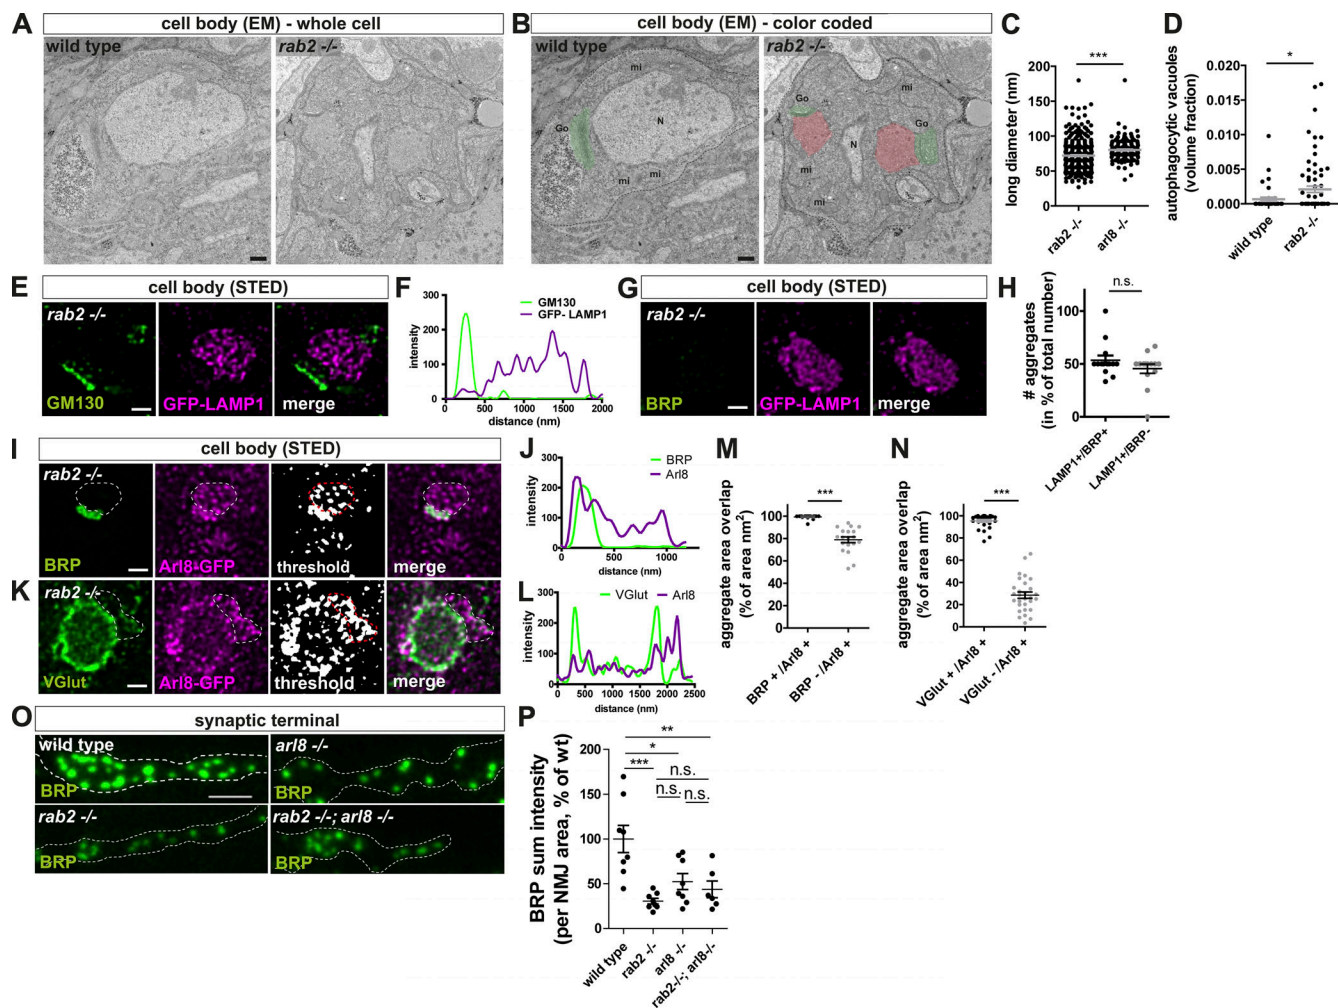 A
cell body (EM) - whole cell
wild type
rab2 -/-
B
cell body (EM) - color coded
wild type
rab2 -/-
mi
Go
N
mi
mi
mi
Go
Go
N
mi
mi
C
***
long diameter (nm)
200
150
100
50
0
rab2 -/-
arl8 -/-
D
*
autophagocytic vacuoles
(volume fraction)
0.020
0.015
0.010
0.005
0.000
wild type
rab2 -/-
E
cell body (STED)
rab2 -/-
GM130
GFP-LAMP1
merge
F
GM130
GFP- LAMP1
intensity
300
200
100
0
0
500
1000
1500
2000
distance (nm)
G
cell body (STED)
rab2 -/-
BRP
GFP-LAMP1
merge
H
n.s.
# aggregates
(in % of total number)
100
50
0
LAMP1+/BRP+
LAMP1+/BRP-
I
cell body (STED)
rab2 -/-
BRP
Arl8-GFP
threshold
merge
J
BRP
Arl8
intensity
300
200
100
0
0
500
1000
distance (nm)
K
rab2 -/-
VGlut
Arl8-GFP
threshold
merge
L
VGlut
Arl8
intensity
300
200
100
0
0
500
1000
1500
2000
2500
distance (nm)
M
***
aggregate area overlap
(% of area nm2)
100
80
60
40
20
0
BRP + /Arl8 +
BRP - /Arl8 +
N
***
aggregate area overlap
(% of area nm2)
100
80
60
40
20
0
VGlut + /Arl8 +
VGlut - /Arl8 +
O
synaptic terminal
wild type
BRP
arl8 -/-
BRP
rab2 -/-
BRP
rab2 -/-; arl8 -/-
BRP
P
**
*
***
n.s.
n.s.
n.s.
BRP sum intensity
(per NMJ area, % of wt)
200
150
100
50
0
wild type
rab2 -/-
arl8 -/-
rab2-/-; arl8-/-